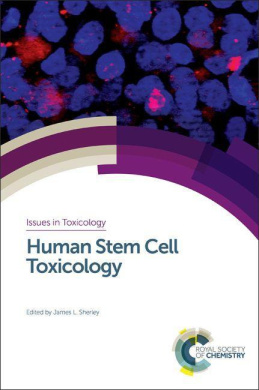 Issues in Toxicology
Human Stem Cell
Toxicology
Edited by James L. Sherley
ROYAL SOCIETY
OF CHEMISTRY